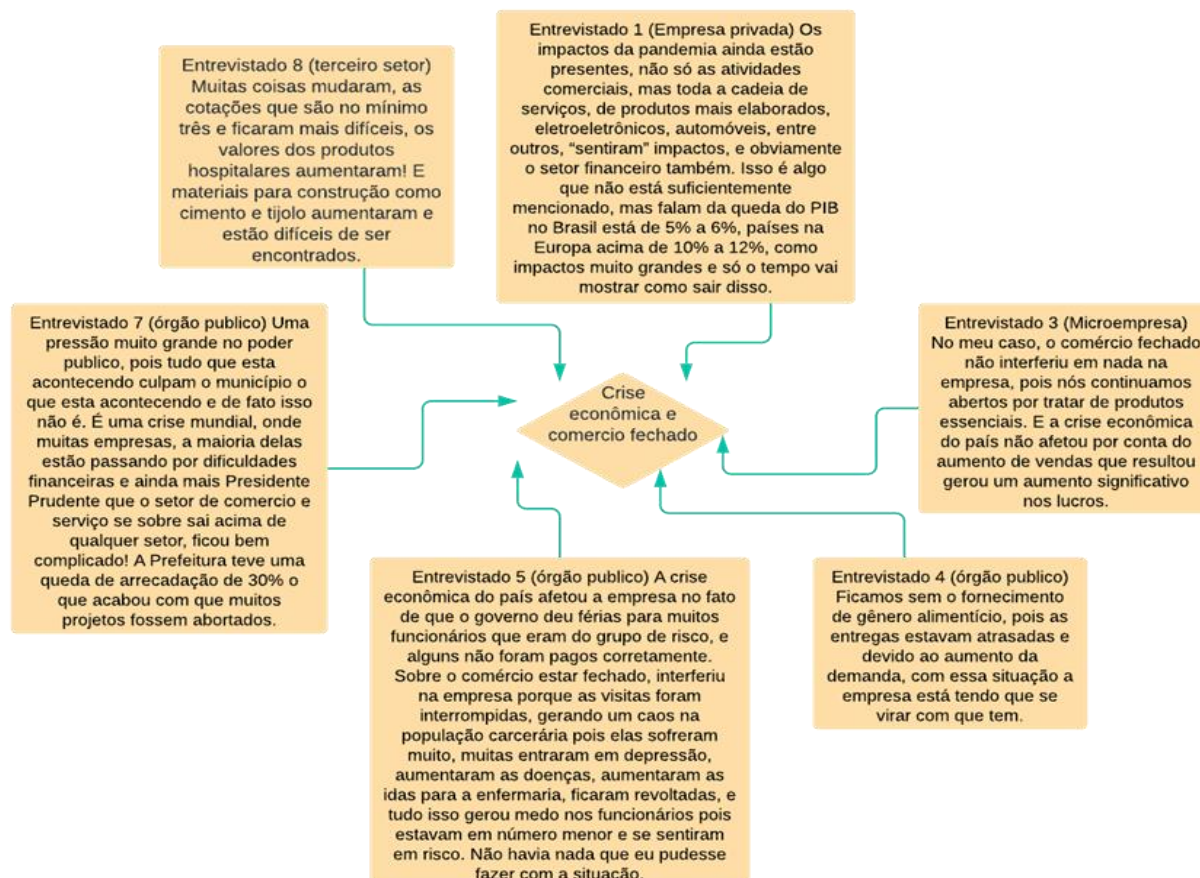 Entrevistado 8 (terceiro setor)
Muitas coisas mudaram, as
cotações que são no mínimo
três e ficaram mais difíceis, os
valores dos produtos
hospitalares aumentaram! E
materiais para construção como
cimento e tijolo aumentaram e
estão difíceis de ser
encontrados.
Entrevistado 1 (Empresa privada) Os
impactos da pandemia ainda estão
presentes, não só as atividades
comerciais, mas toda a cadeia de
serviços, de produtos mais elaborados,
eletroeletrônicos, automóveis, entre
outros, “sentiram” impactos, e obviamente
o setor financeiro também. Isso é algo
que não está suficientemente
mencionado, mas falam da queda do PIB
no Brasil está de 5% a 6%, países na
Europa acima de 10% a 12%, como
impactos muito grandes e só o tempo vai
mostrar como sair disso.
Entrevistado 7 (órgão publico) Uma
pressão muito grande no poder
publico, pois tudo que esta
acontecendo culpam o município o
que esta acontecendo e de fato isso
não é. É uma crise mundial, onde
muitas empresas, a maioria delas
estão passando por dificuldades
financeiras e ainda mais Presidente
Prudente que o setor de comercio e
serviço se sobre sai acima de
qualquer setor, ficou bem
complicado! A Prefeitura teve uma
queda de arrecadação de 30% o
que acabou com que muitos
projetos fossem abortados.
Crise
econômica e
comercio fechado
Entrevistado 3 (Microempresa)
No meu caso, o comércio fechado
não interferiu em nada na
empresa, pois nós continuamos
abertos por tratar de produtos
essenciais. E a crise econômica
do país não afetou por conta do
aumento de vendas que resultou
gerou um aumento significativo
nos lucros.
Entrevistado 5 (órgão publico) A crise
econômica do país afetou a empresa no fato
de que o governo deu férias para muitos
funcionários que eram do grupo de risco, e
alguns não foram pagos corretamente.
Sobre o comércio estar fechado, interferiu
na empresa porque as visitas foram
interrompidas, gerando um caos na
população carcerária pois elas sofreram
muito, muitas entraram em depressão,
aumentaram as doenças, aumentaram as
idas para a enfermaria, ficaram revoltadas, e
tudo isso gerou medo nos funcionários pois
estavam em número menor e se sentiram
em risco. Não havia nada que eu pudesse
fazer com a situação.
Entrevistado 4 (órgão publico)
Ficamos sem o fornecimento
de gênero alimentício, pois as
entregas estavam atrasadas e
devido ao aumento da
demanda, com essa situação a
empresa está tendo que se
virar com que tem.